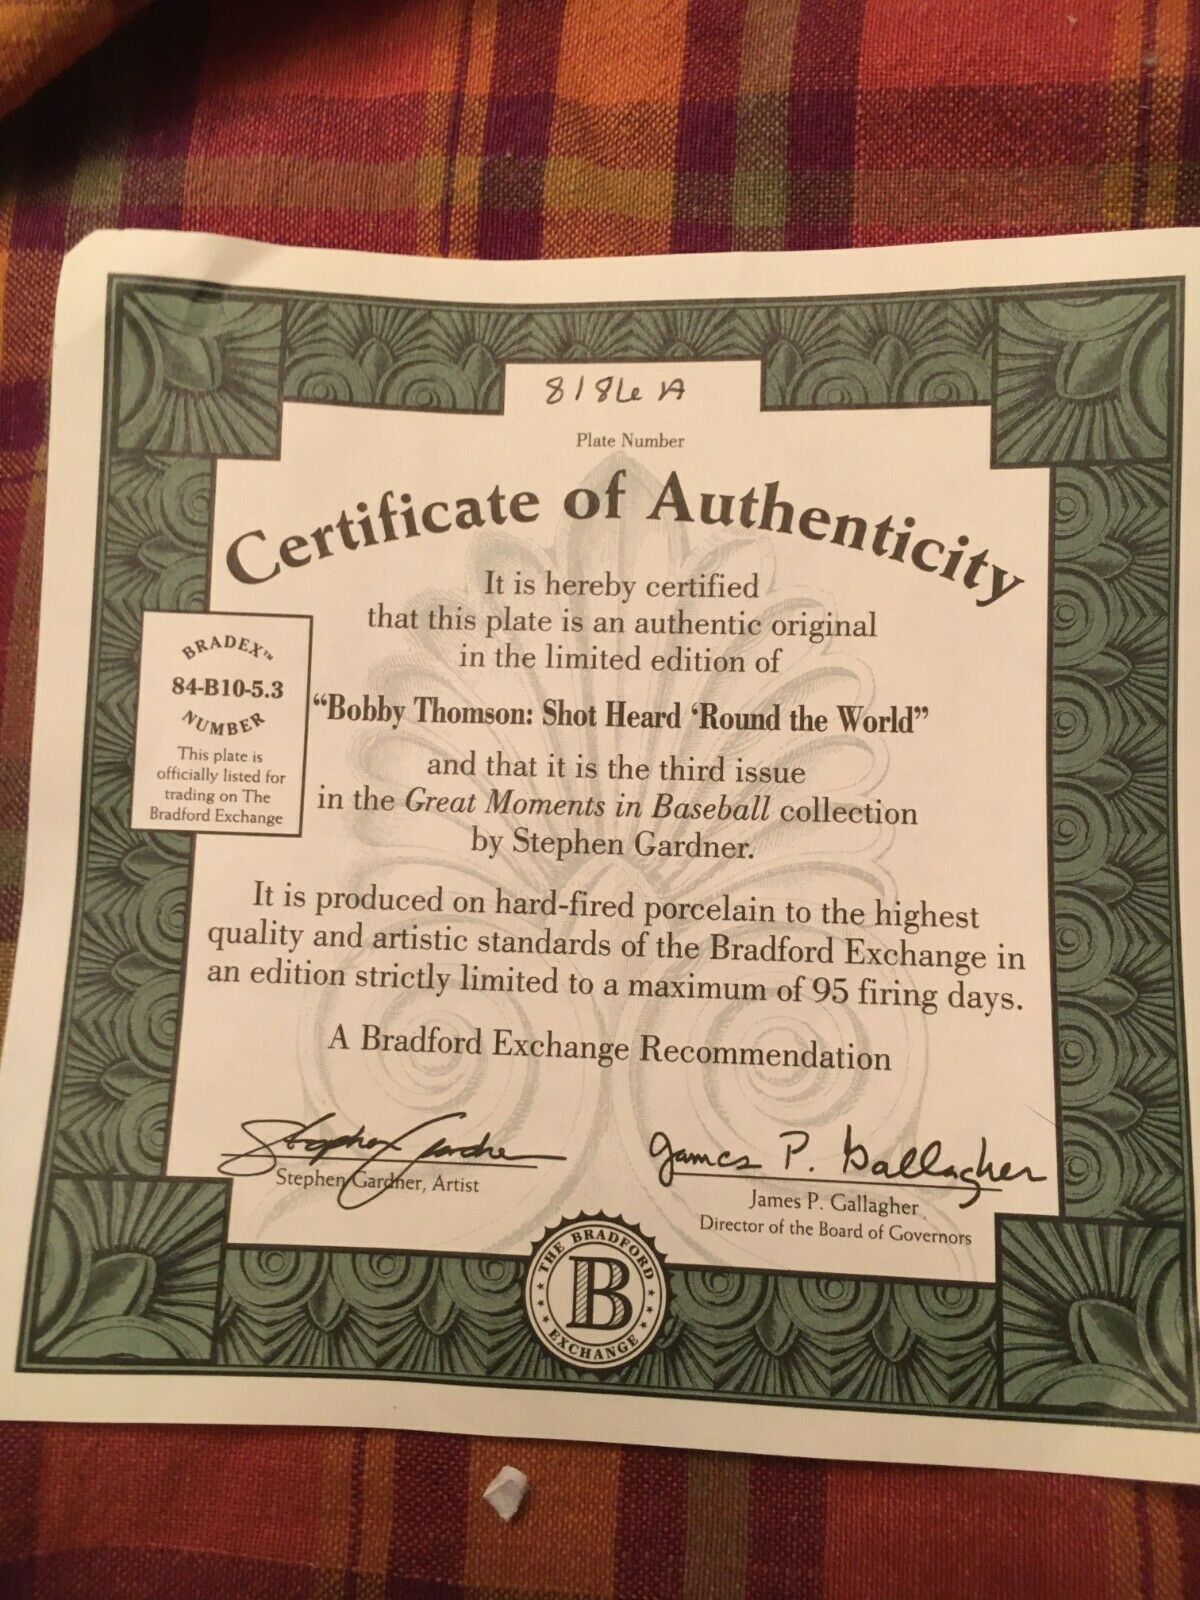 8186 A
Plate Number
Certificate of Authenticity
It is hereby certified
that this plate is an authentic original
in the limited edition of
"Bobby Thomson: Shot Heard 'Round the World"
and that it is the third issue
in the Great Moments in Baseball collection
by Stephen Gardner.
BRADEX™
84-B10-5.3
NUMBER
This plate is
officially listed for
trading on The
Bradford Exchange
It is produced on hard-fired porcelain to the highest
quality and artistic standards of the Bradford Exchange in
an edition strictly limited to a maximum of 95 firing days.
A Bradford Exchange Recommendation
Stephen Gardner
Stephen Gardner, Artist
James P. Gallagher
James P. Gallagher
Director of the Board of Governors
THE BRADFORD
B
EXCHANGE